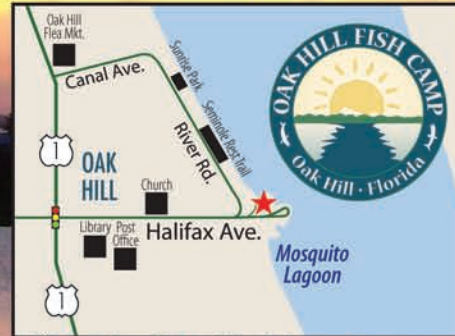 Oak Hill
Flea Mkt.
Canal Ave.
Sunrise Park
Seminole Rest Trail
River Rd.
1
OAK
HILL
Church
Library
Post
Office
Halifax Ave.
1
Mosquito
Lagoon
OAK HILL FISH CAMP
Oak Hill · Florida